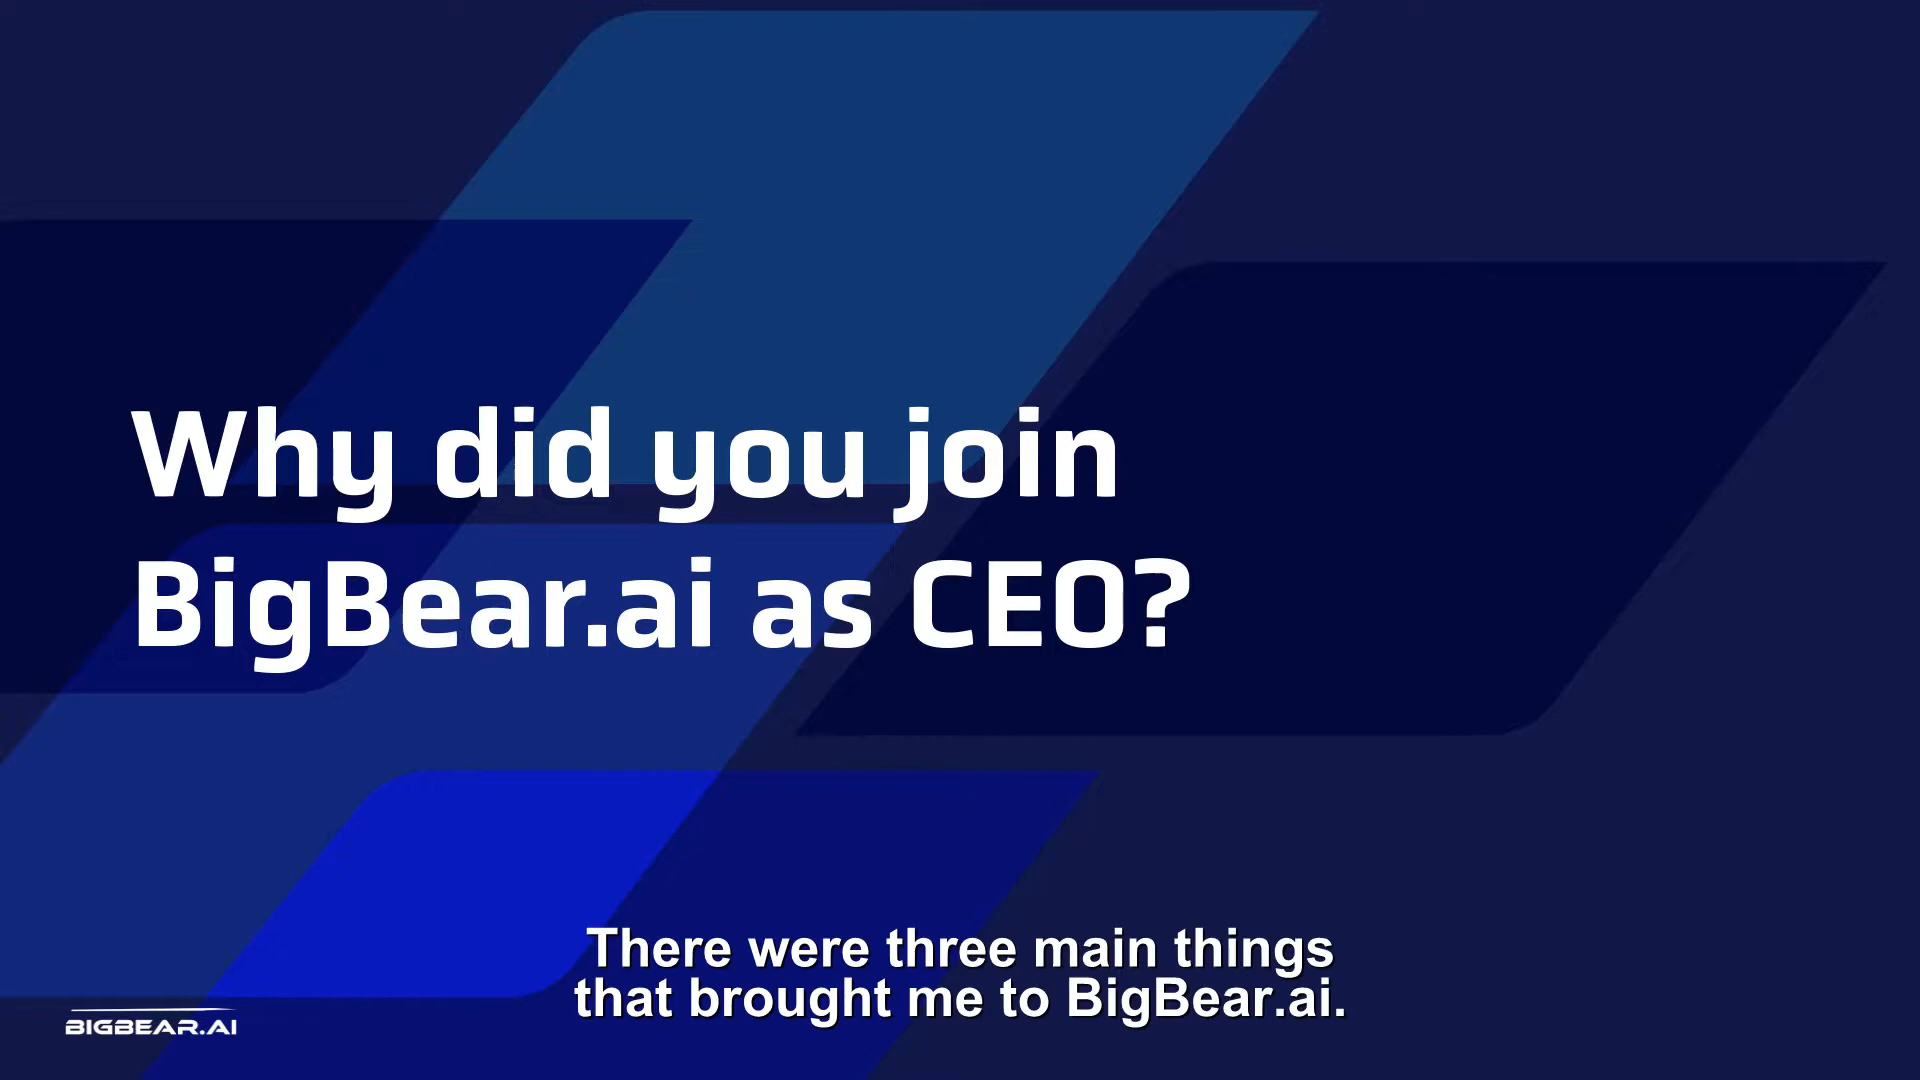 Why did you join
BigBear.ai as CEO?
There were three main things
that brought me to BigBear.ai.
BIGBEAR.AI